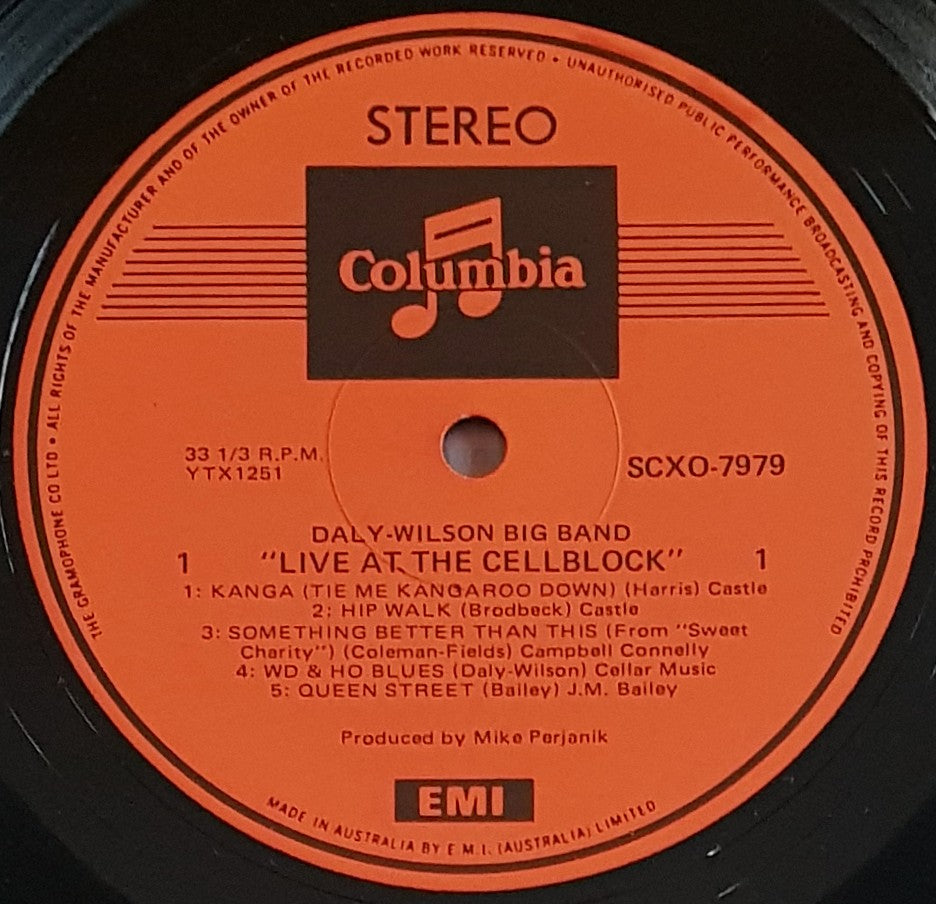 THE GRAMOPHONE CO LTD • ALL RIGHTS OF THE MANUFACTURER AND OF THE OWNER OF THE RECORDED WORK RESERVED • UNAUTHORISED PUBLIC PERFORMANCE BROADCASTING AND COPYING OF THIS RECORD PROHIBITED
STEREO
Columbia
33 1/3 R.P.M.
YTX1251
SCXO-7979
DALY-WILSON BIG BAND
1 "LIVE AT THE CELLBLOCK" 1
1: KANGA (TIE ME KANGAROO DOWN) (Harris) Castle
2: HIP WALK (Brodbeck) Castle
3: SOMETHING BETTER THAN THIS (From "Sweet
Charity") (Coleman-Fields) Campbell Connelly
4: WD & HO BLUES (Daly-Wilson) Cellar Music
5: QUEEN STREET (Bailey) J.M. Bailey
Produced by Mike Perjanik
EMI
MADE IN AUSTRALIA BY E.M.I. (AUSTRALIA) LIMITED